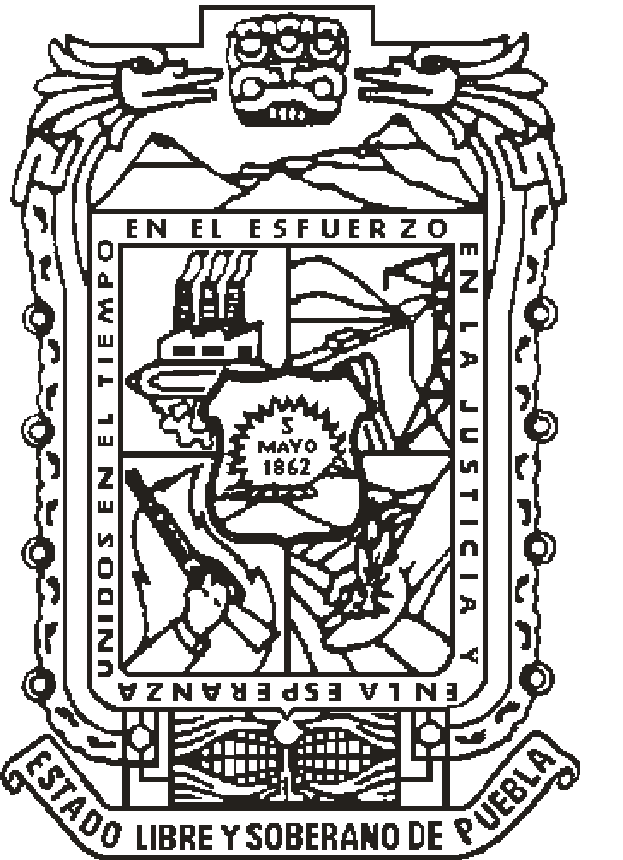 UNIDOS EN EL TIEMPO
EN EL ESFUERZO
EN LA JUSTICIA Y
EN LA ESPERANZA
5
MAYO
1862
ESTADO LIBRE Y SOBERANO DE PUEBLA